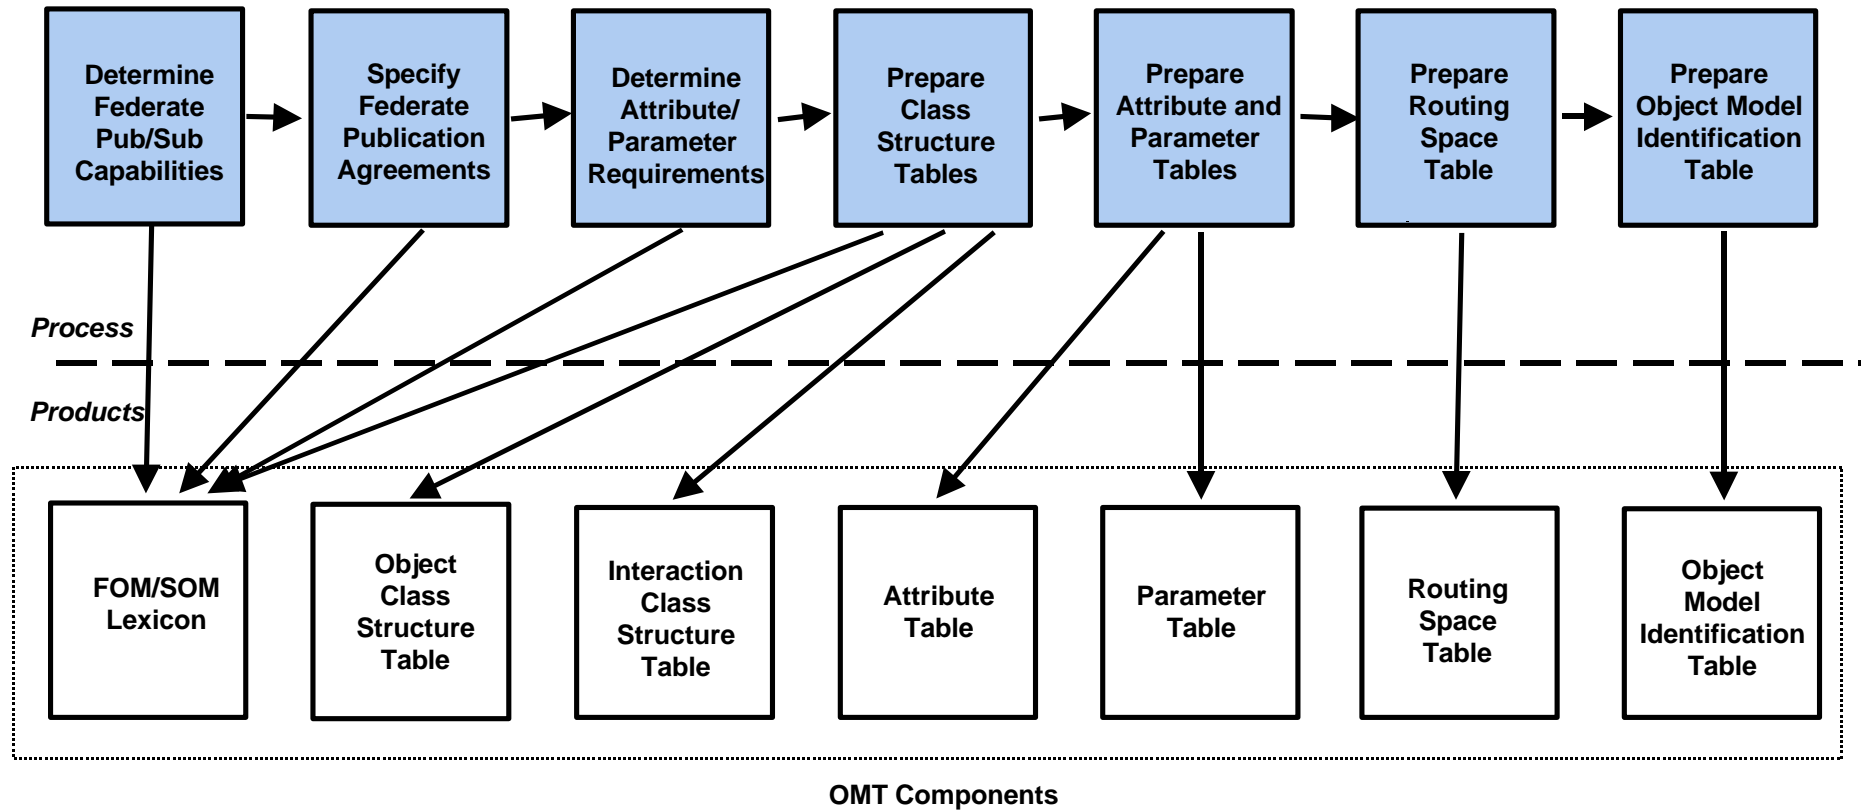 Determine
Federate
Pub/Sub
Capabilities
Specify
Federate
Publication
Agreements
Determine
Attribute/
Parameter
Requirements
Prepare
Class
Structure
Tables
Prepare
Attribute and
Parameter
Tables
Prepare
Routing
Space
Table
Prepare
Object Model
Identification
Table
Process
Products
FOM/SOM
Lexicon
Object
Class
Structure
Table
Interaction
Class
Structure
Table
Attribute
Table
Parameter
Table
Routing
Space
Table
Object
Model
Identification
Table
OMT Components